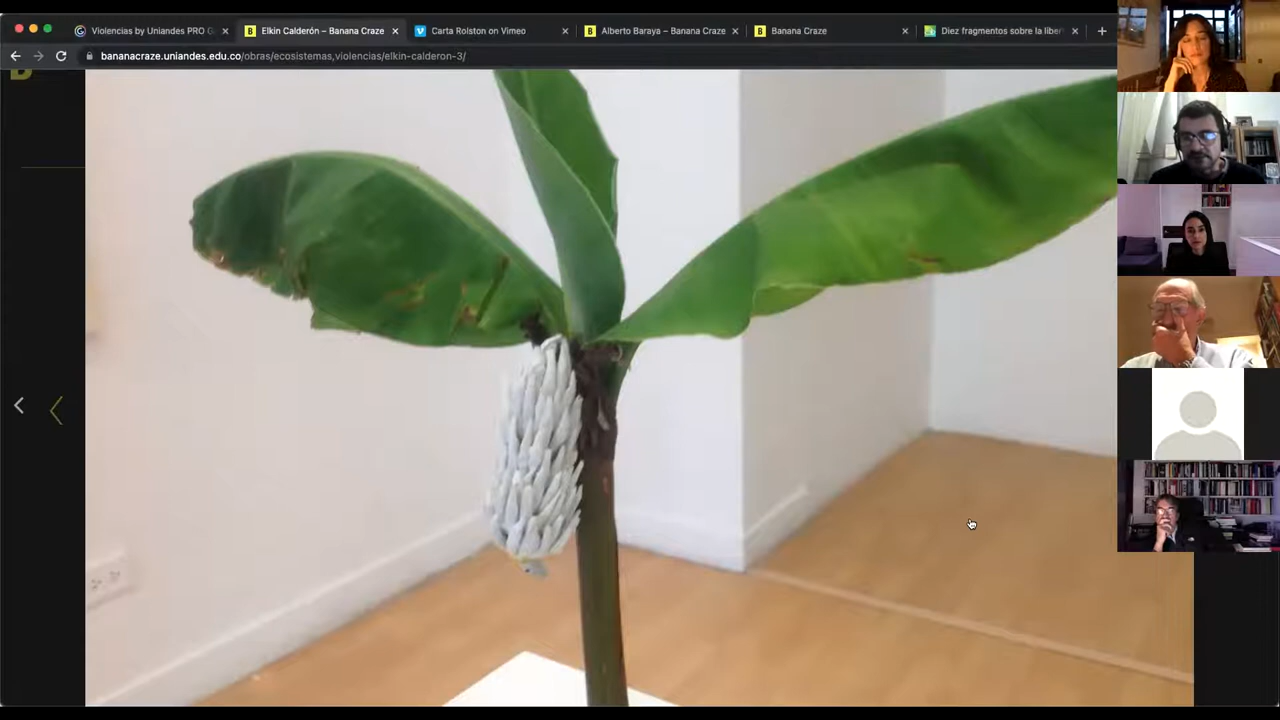 Violencias by Uniandes PRO G
Elkin Calderón – Banana Craze
Carta Rolston on Vimeo
Alberto Baraya – Banana Craze
Banana Craze
Diez fragmentos sobre la liber
bananacraze.uniandes.edu.co/obras/ecosistemas,violencias/elkin-calderon-3/